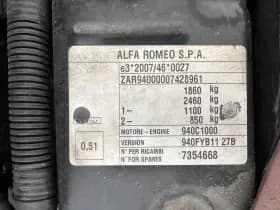 ALFA ROMEO S.P.A.
e3*2007/46*0027
ZAR94000007428961
1860 kg
2460 kg
1- 1100 kg
2- 850 kg
MOTORE-ENGINE 940C1000
VERSION 940FYB11 27B
N° PER RICAMBI
N° FOR SPARES 7354668
0,51